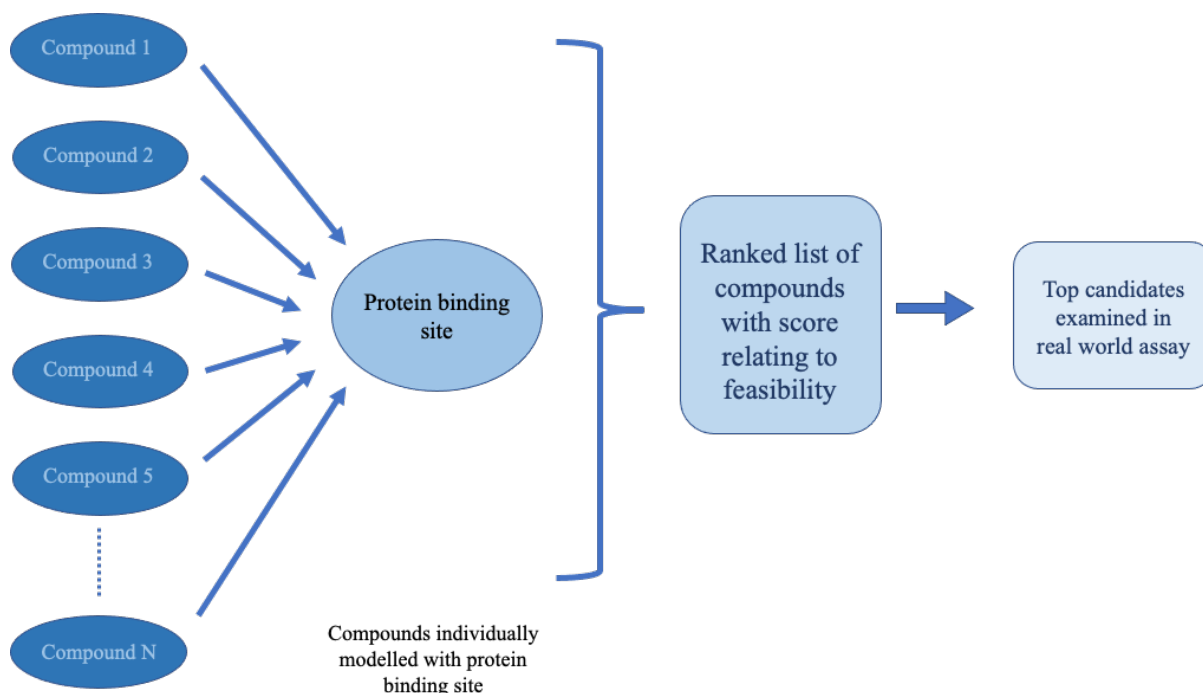 Compound 1
Compound 2
Compound 3
Compound 4
Compound 5
Compound N
Protein binding
site
Compounds individually
modelled with protein
binding site
Ranked list of
compounds
with score
relating to
feasibility
Top candidates
examined in
real world assay